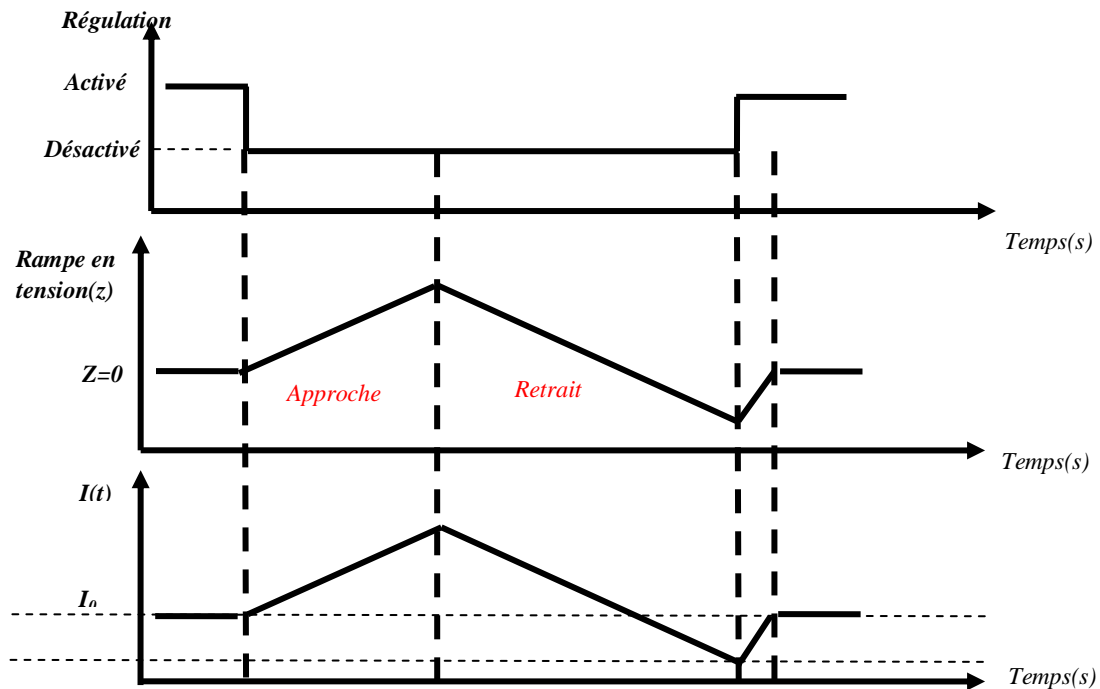 Régulation
Activé
Désactivé
Temps(s)
Rampe en
tension(z)
Z=0
Approche
Retrait
Temps(s)
I(t)
I₀
Temps(s)